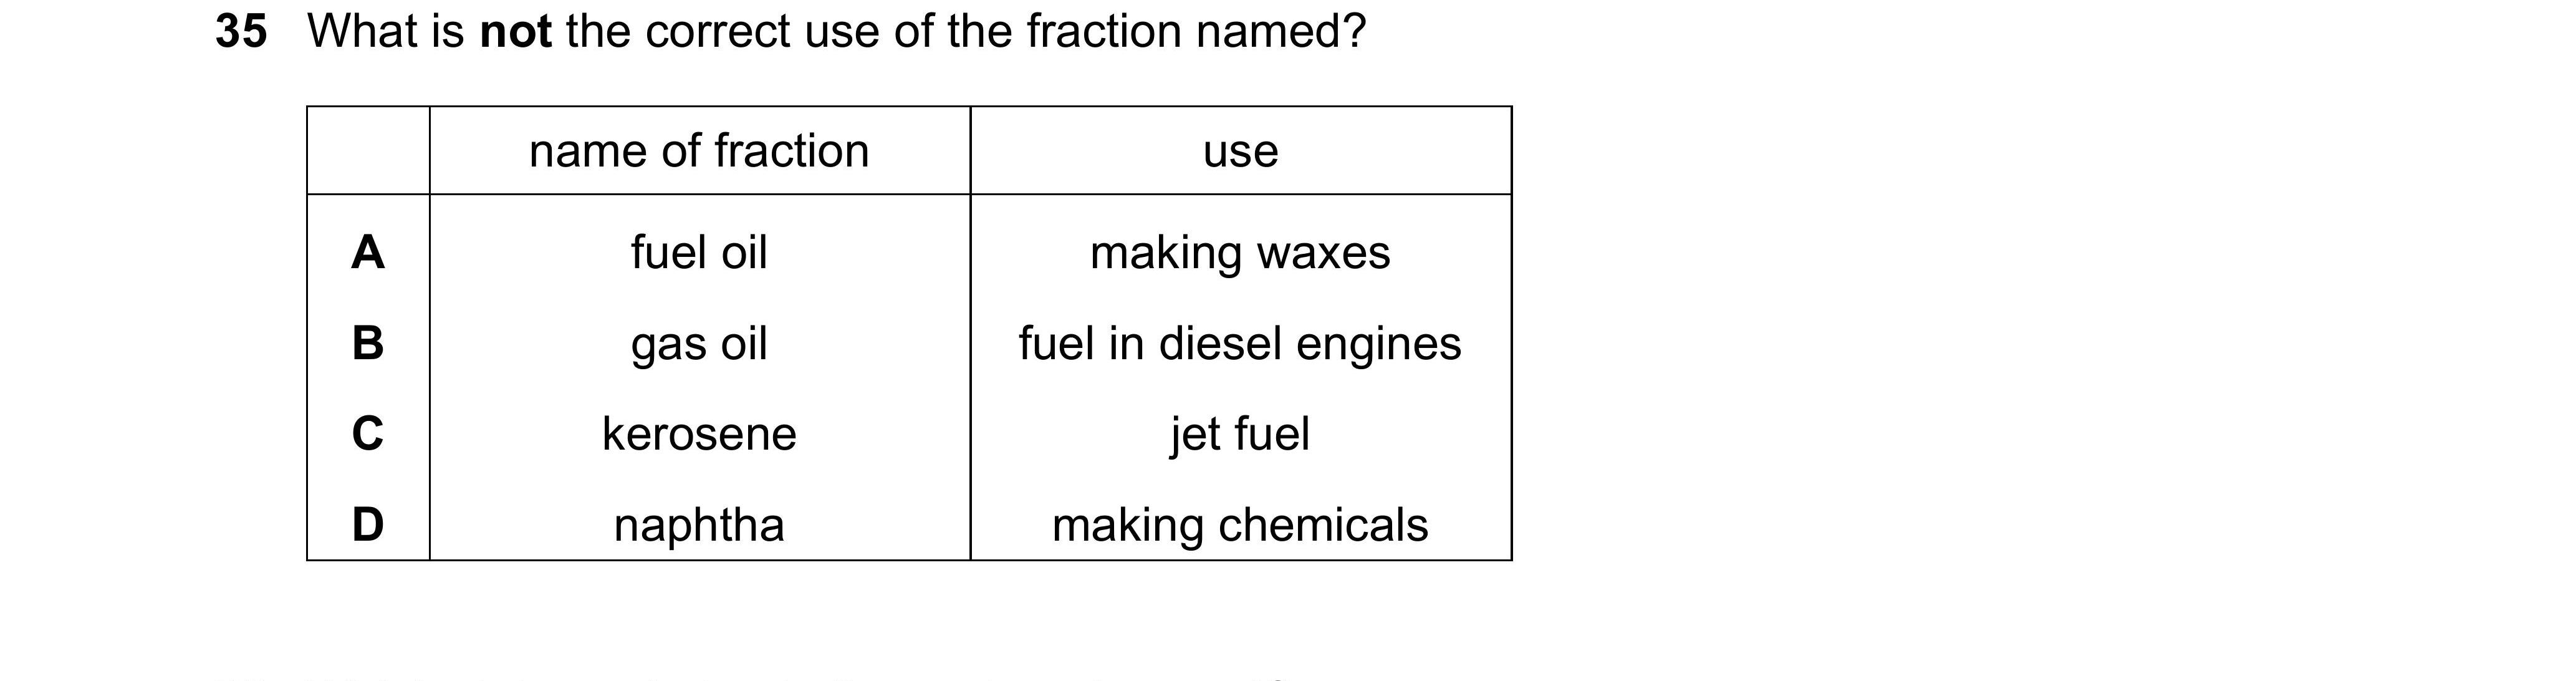 35 What is not the correct use of the fraction named?
name of fraction use
A fuel oil making waxes
B gas oil fuel in diesel engines
C kerosene jet fuel
D naphtha making chemicals